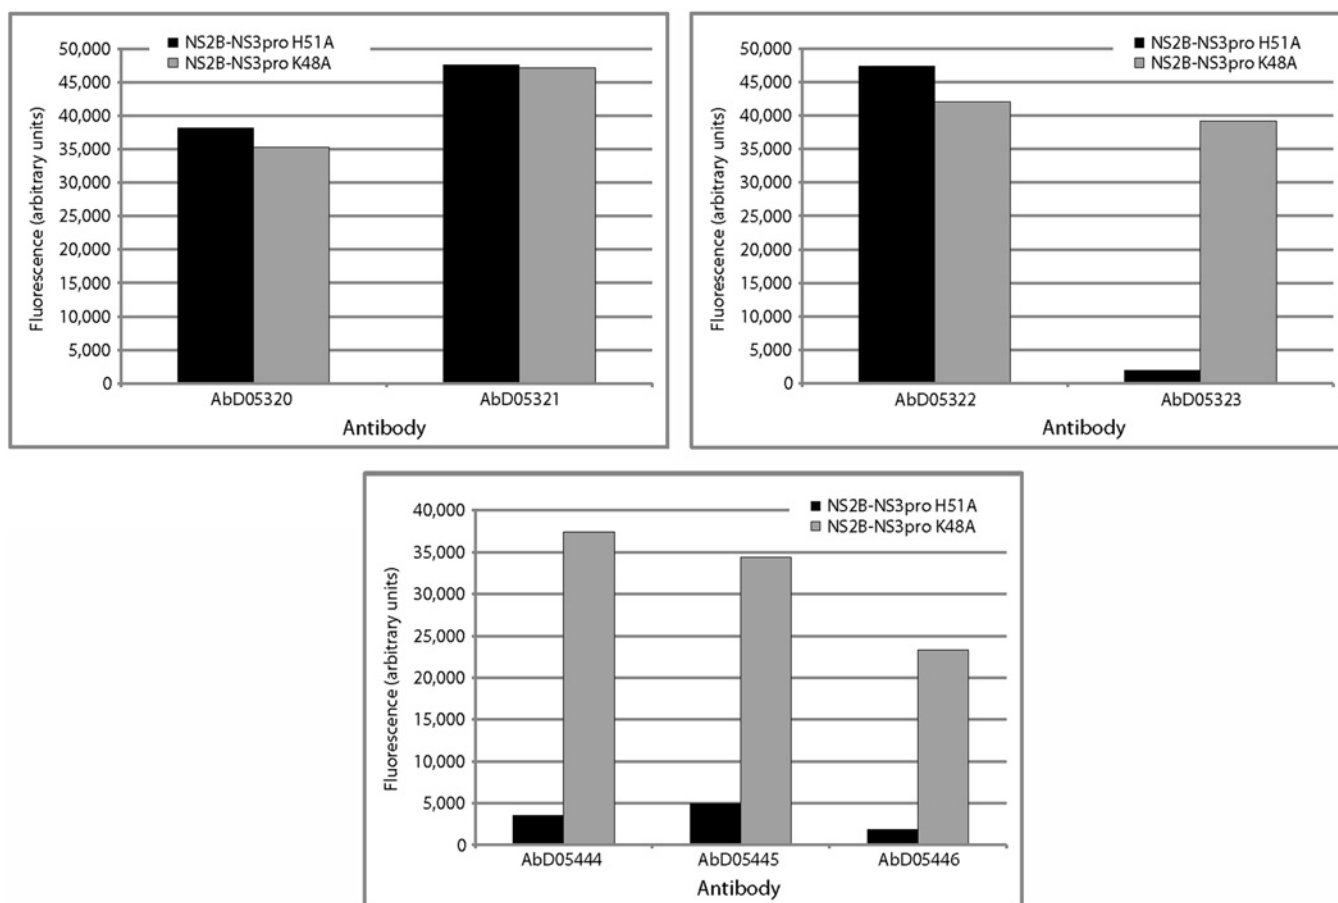 50,000
45,000
40,000
35,000
30,000
25,000
20,000
15,000
10,000
5,000
0
Fluorescence (arbitrary units)
NS2B-NS3pro H51A
NS2B-NS3pro K48A
AbD05320 AbD05321
Antibody
50,000
45,000
40,000
35,000
30,000
25,000
20,000
15,000
10,000
5,000
0
Fluorescence (arbitrary units)
NS2B-NS3pro H51A
NS2B-NS3pro K48A
AbD05322 AbD05323
Antibody
40,000
35,000
30,000
25,000
20,000
15,000
10,000
5,000
0
Fluorescence (arbitrary units)
NS2B-NS3pro H51A
NS2B-NS3pro K48A
AbD05444 AbD05445 AbD05446
Antibody